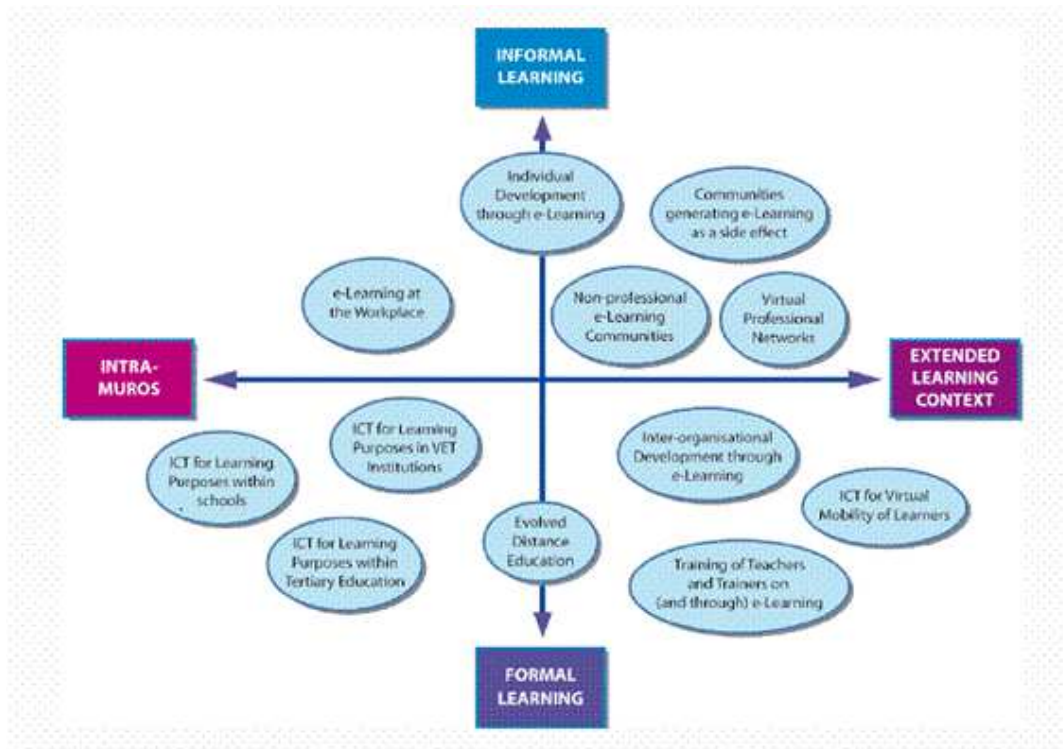 INFORMAL
LEARNING
Individual
Development
through e-Learning
Communities
generating e-Learning
as a side effect
e-Learning at
the Workplace
Non-professional
e-Learning
Communities
Virtual
Professional
Networks
INTRA-
MUROS
EXTENDED
LEARNING
CONTEXT
ICT for Learning
Purposes in VET
Institutions
Inter-organisational
Development through
e-Learning
ICT for Learning
Purposes within
schools
ICT for Virtual
Mobility of Learners
Evolved
Distance
Education
ICT for Learning
Purposes within
Tertiary Education
Training of Teachers
and Trainers on
(and through) e-Learning
FORMAL
LEARNING